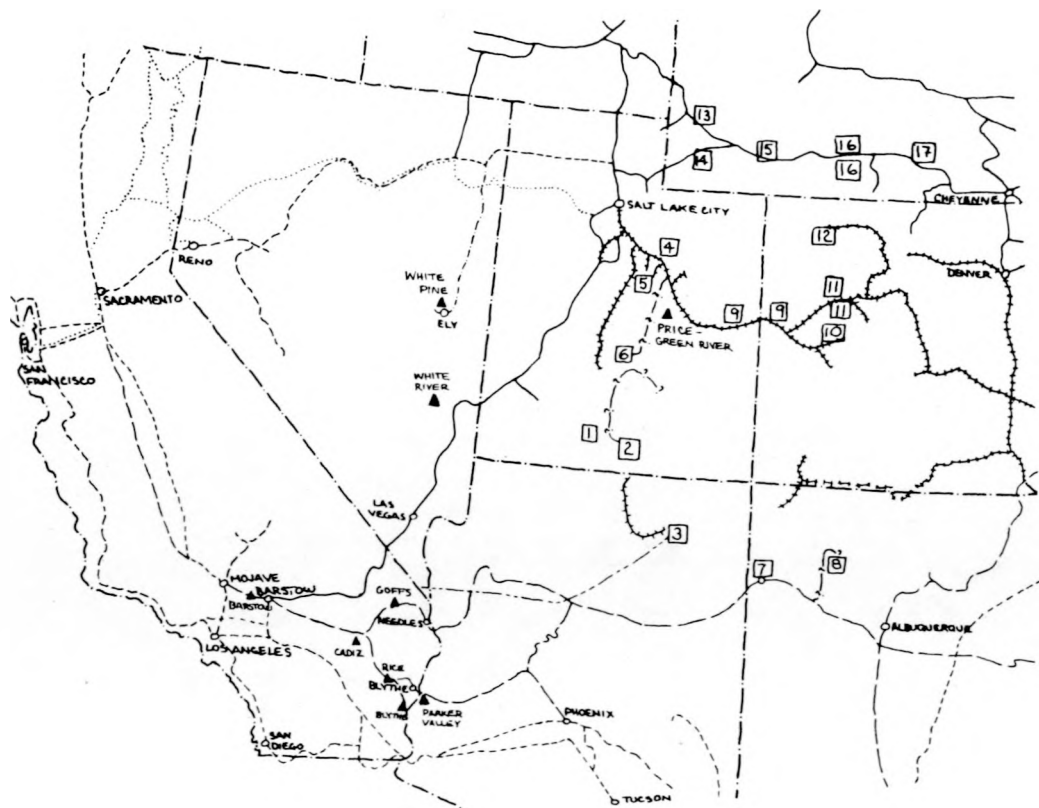 13
14
15
16
16
17
CHEYENNE
SALT LAKE CITY
12
RENO
4
5
WHITE
PINE
ELY
DENVER
11
11
SACRAMENTO
9
9
PRICE -
GREEN RIVER
10
6
SAN
FRANCISCO
WHITE
RIVER
1
2
LAS
VEGAS
3
7
8
MOJAVE
BARSTOW
BARSTOW
GOFFS
NEEDLES
ALBUQUERQUE
LOS ANGELES
CADIZ
RICE
BLYTHE
BLYTHE
PARKER
VALLEY
PHOENIX
SAN
DIEGO
TUCSON